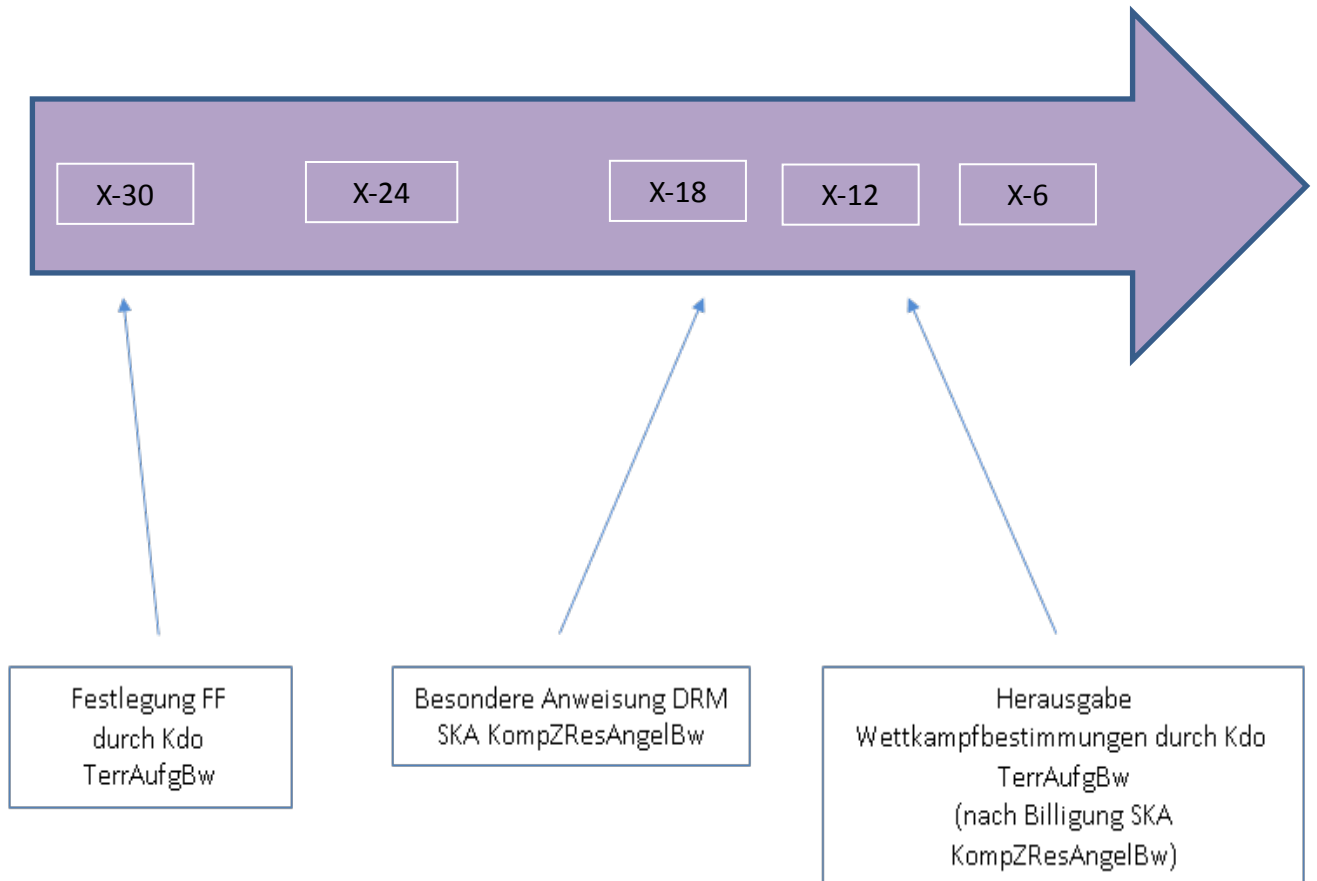 X-30
X-24
X-18
X-12
X-6
Festlegung FF
durch Kdo
TerrAufgBw
Besondere Anweisung DRM
SKA KompZResAngelBw
Herausgabe
Wettkampfbestimmungen durch Kdo
TerrAufgBw
(nach Billigung SKA
KompZResAngelBw)